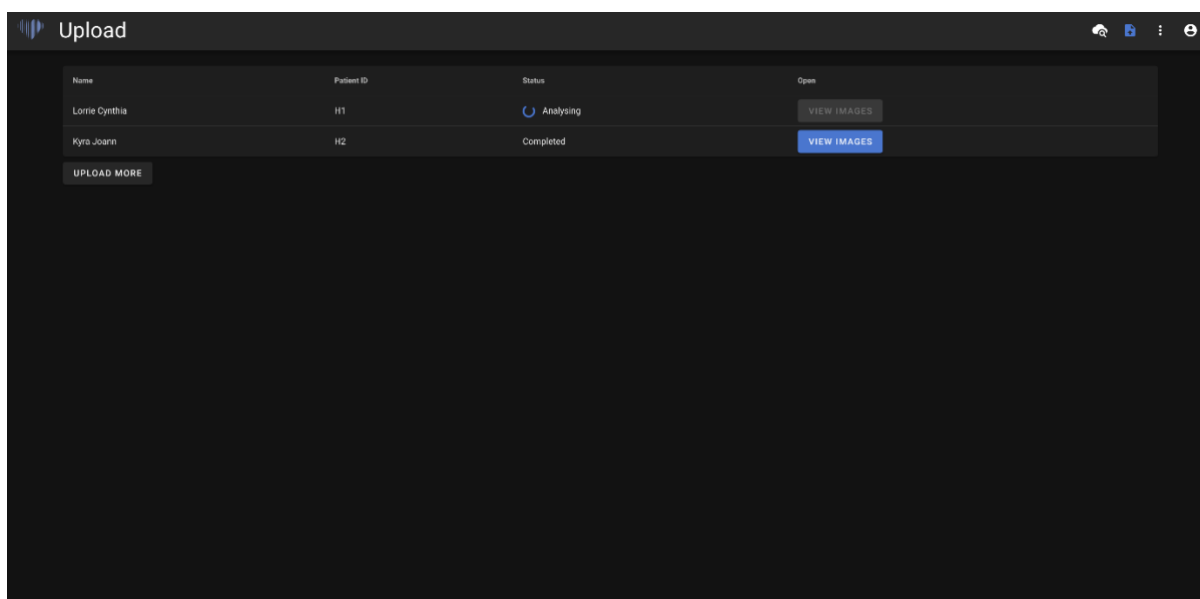 Upload
Name Patient ID Status Open
Lorrie Cynthia H1 Analysing VIEW IMAGES
Kyra Joann H2 Completed VIEW IMAGES
UPLOAD MORE